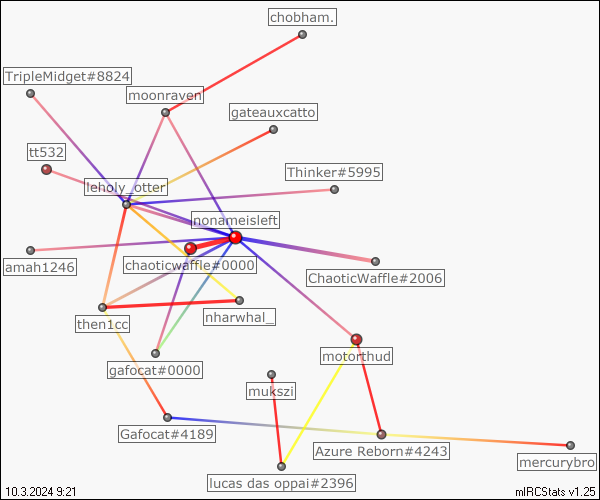 chobham.
TripleMidget#8824
moonraven
gateauxcatto
tt532
Thinker#5995
leholy_otter
nonameisleft
amah1246
chaoticwaffle#0000
ChaoticWaffle#2006
then1cc
nharwhal_
motorthud
gafocat#0000
mukszi
Gafocat#4189
Azure Reborn#4243
mercurybro
lucas das oppai#2396
10.3.2024 9:21
mIRCStats v1.25